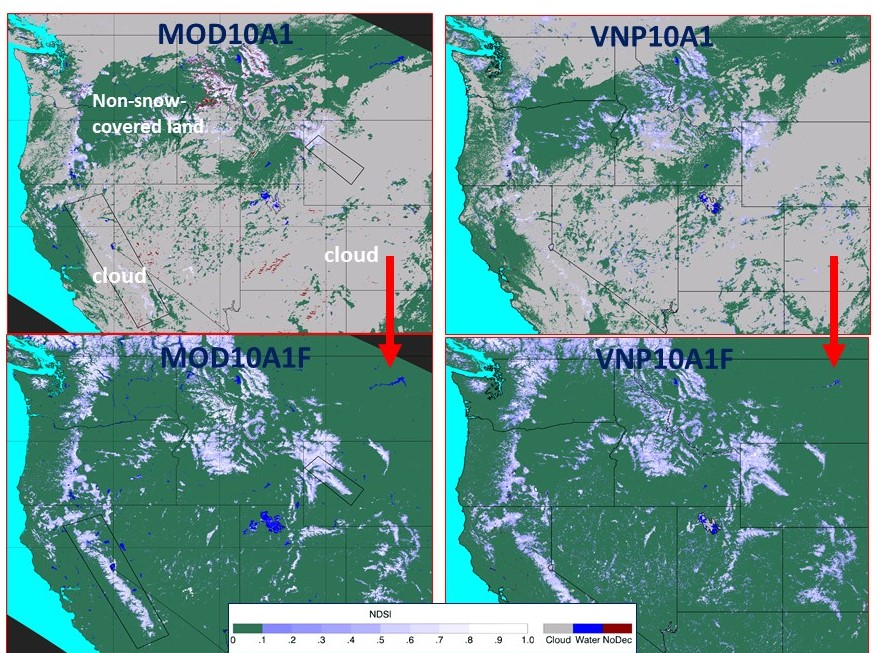 MOD10A1
VNP10A1
Non-snow-
covered land
cloud
cloud
MOD10A1F
VNP10A1F
NDSI
0 .1 .2 .3 .4 .5 .6 .7 .8 .9 1.0 Cloud Water NoDec